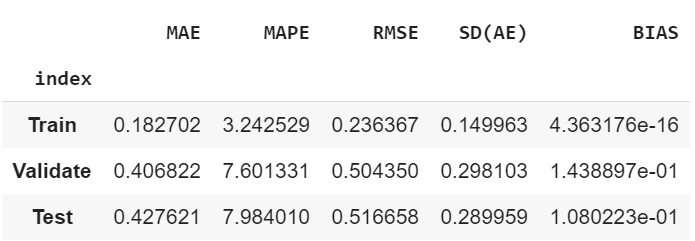 MAE MAPE RMSE SD(AE) BIAS
index
Train 0.182702 3.242529 0.236367 0.149963 4.363176e-16
Validate 0.406822 7.601331 0.504350 0.298103 1.438897e-01
Test 0.427621 7.984010 0.516658 0.289959 1.080223e-01